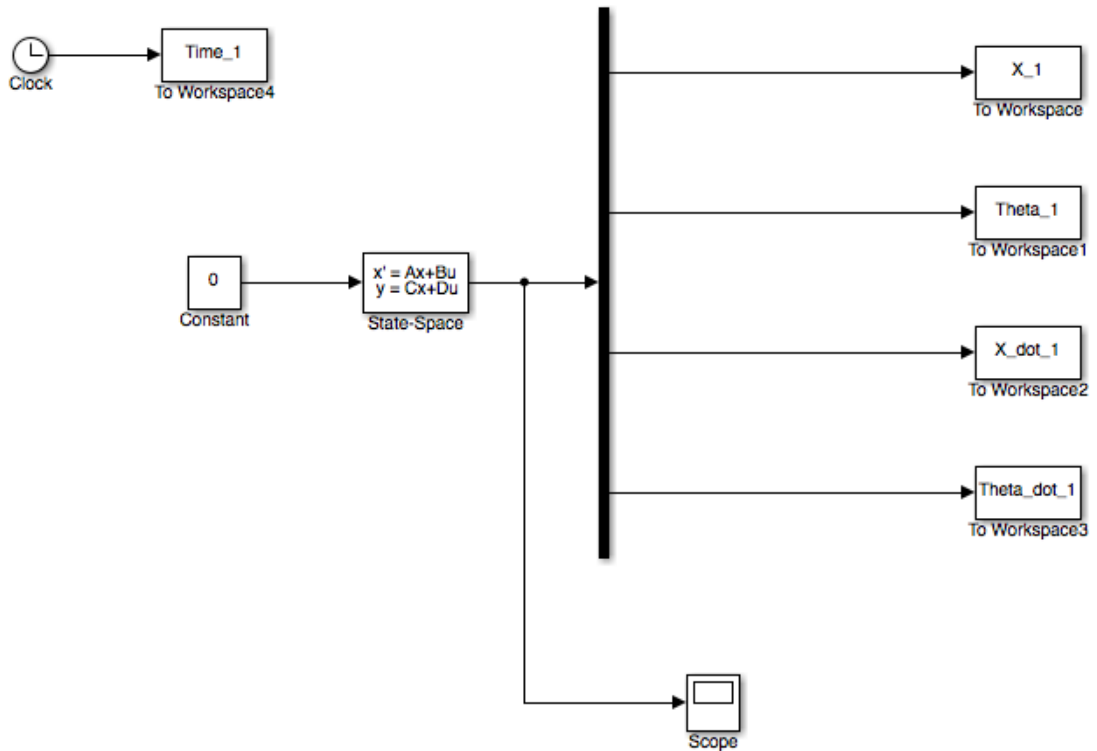 Time_1
Clock
To Workspace4
X_1
To Workspace
Theta_1
To Workspace1
0
Constant
x' = Ax+Bu
y = Cx+Du
State-Space
X_dot_1
To Workspace2
Theta_dot_1
To Workspace3
Scope